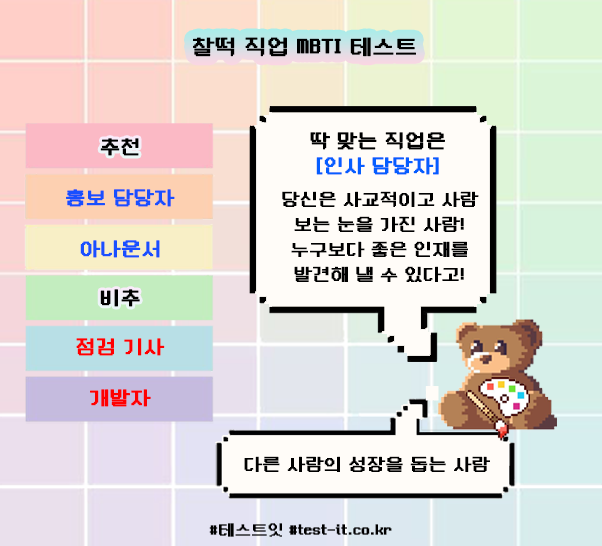 찰떡 직업 MBTI 테스트
추천
홍보 담당자
아나운서
비추
점검 기사
개발자
딱 맞는 직업은
[인사 담당자]
당신은 사교적이고 사람
보는 눈을 가진 사람!
누구보다 좋은 인재를
발견해 낼 수 있다고!
다른 사람의 성장을 돕는 사람
#테스트잇 #test-it.co.kr